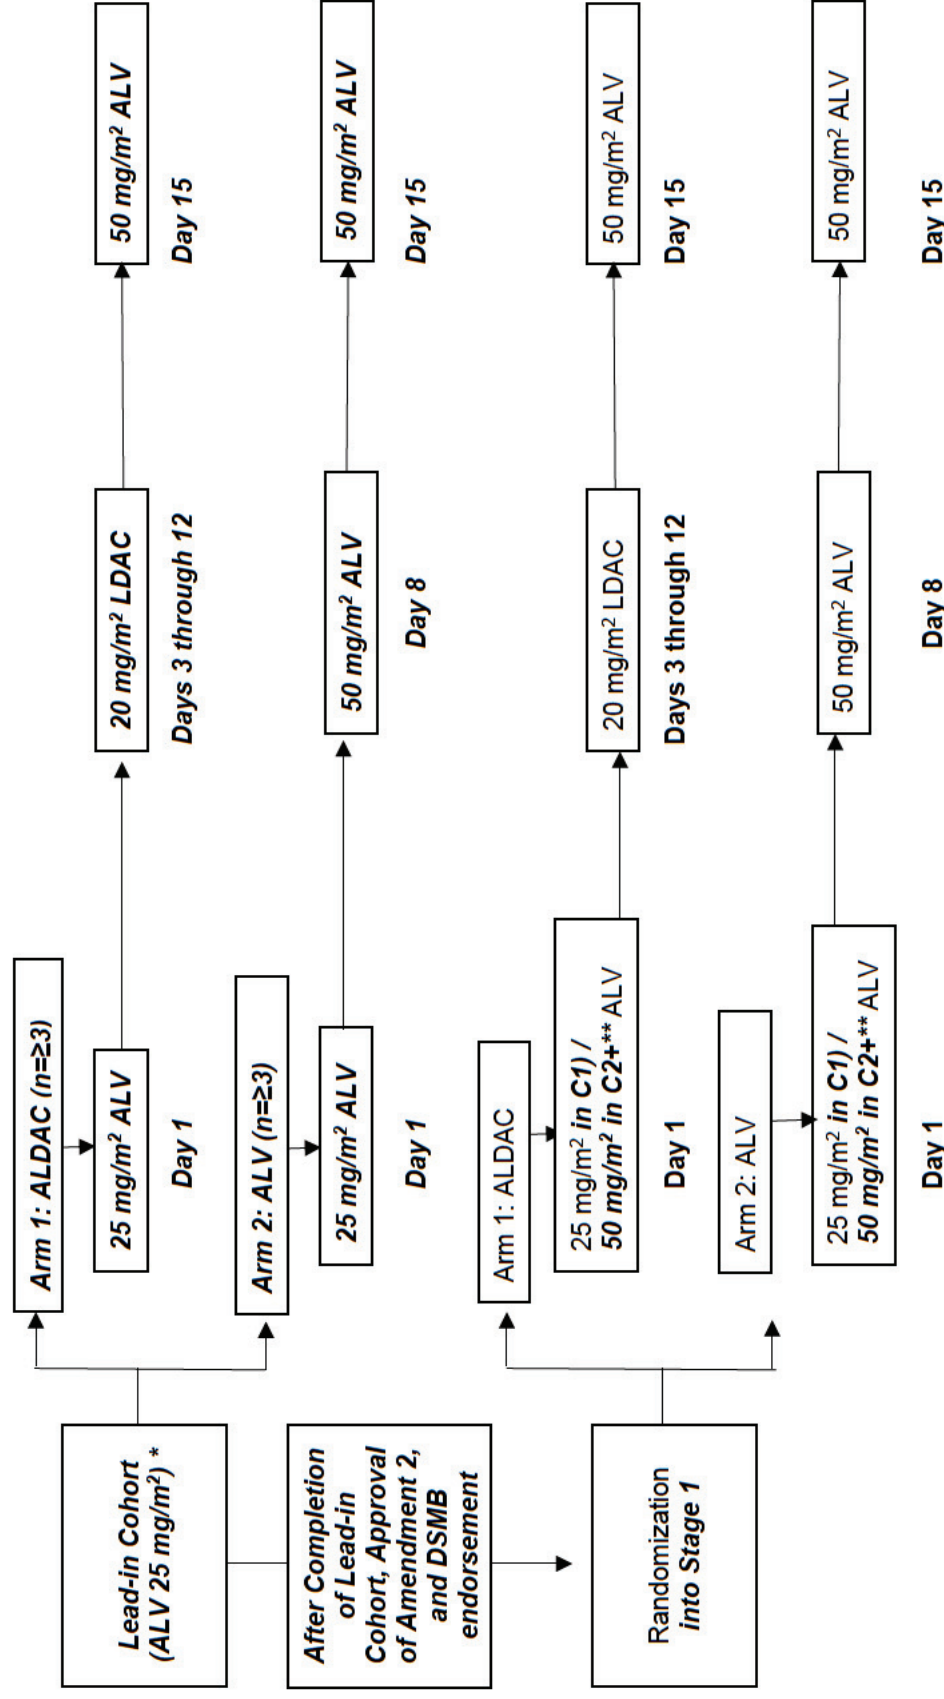 Lead-in Cohort
(ALV 25 mg/m²) *
Arm 1: ALDAC (n=≥3)
25 mg/m² ALV
Day 1
20 mg/m² LDAC
Days 3 through 12
50 mg/m² ALV
Day 15
Arm 2: ALV (n=≥3)
25 mg/m² ALV
Day 1
50 mg/m² ALV
Day 8
50 mg/m² ALV
Day 15
After Completion
of Lead-in
Cohort, Approval
of Amendment 2,
and DSMB
endorsement
Randomization
into Stage 1
Arm 1: ALDAC
25 mg/m² in C1) /
50 mg/m² in C2+** ALV
Day 1
20 mg/m² LDAC
Days 3 through 12
50 mg/m² ALV
Day 15
Arm 2: ALV
25 mg/m² in C1) /
50 mg/m² in C2+** ALV
Day 1
50 mg/m² ALV
Day 8
50 mg/m² ALV
Day 15